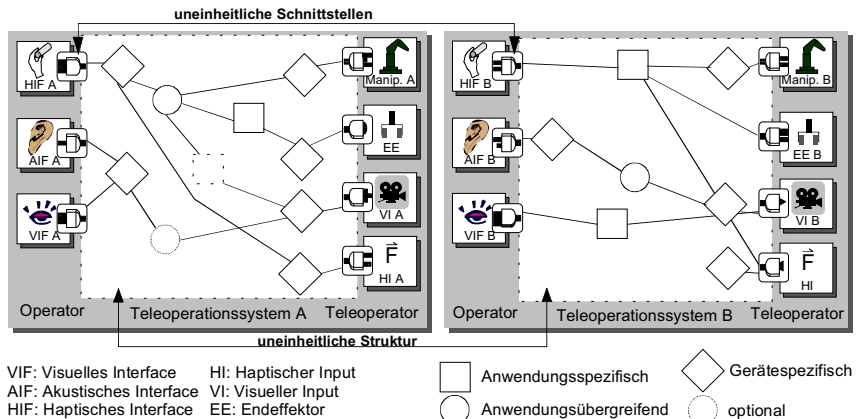 uneinheitliche Schnittstellen
HIF A
AIF A
VIF A
Manip. A
EE
VI A
F
HI A
Operator
Teleoperationssystem A
Teleoperator
HIF B
AIF B
VIF B
Manip. B
EE B
VI B
F
HI
Operator
Teleoperationssystem B
Teleoperator
uneinheitliche Struktur
VIF: Visuelles Interface
AIF: Akustisches Interface
HIF: Haptisches Interface
HI: Haptischer Input
VI: Visueller Input
EE: Endeffektor
Anwendungsspezifisch
Anwendungsübergreifend
Gerätespezifisch
optional